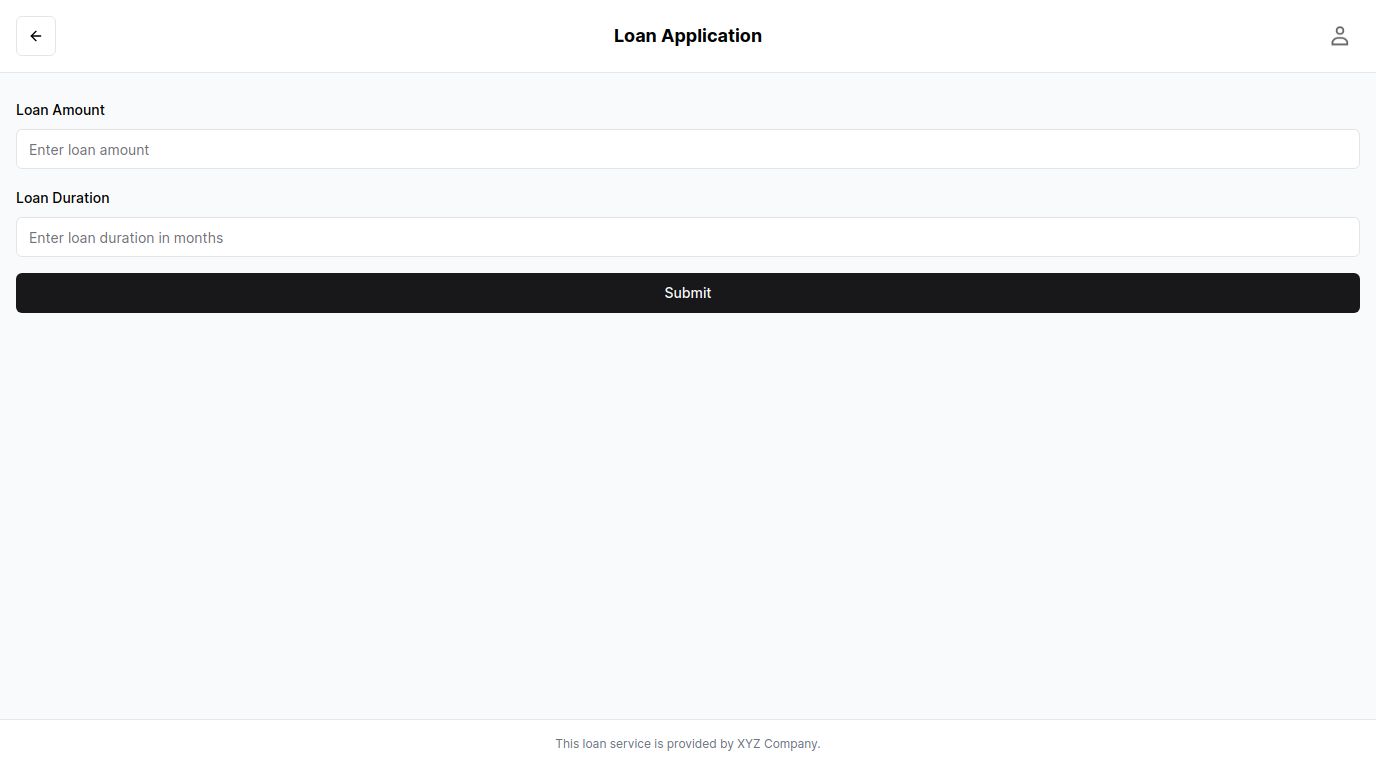 Loan Application
Loan Amount
Enter loan amount
Loan Duration
Enter loan duration in months
Submit
This loan service is provided by XYZ Company.